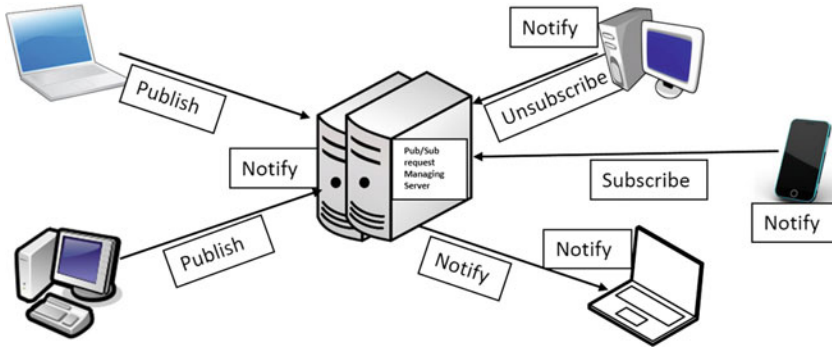 Notify
Publish
Unsubscribe
Pub/Sub
request
Managing
Server
Notify
Subscribe
Notify
Publish
Notify
Notify